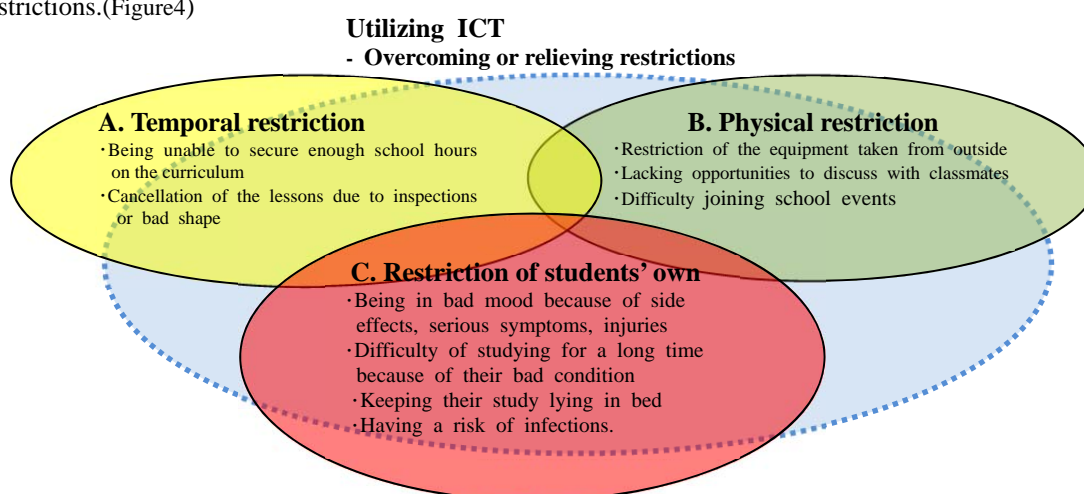 strictions.(Figure4)
Utilizing ICT
- Overcoming or relieving restrictions
A. Temporal restriction
·Being unable to secure enough school hours
on the curriculum
·Cancellation of the lessons due to inspections
or bad shape
B. Physical restriction
·Restriction of the equipment taken from outside
·Lacking opportunities to discuss with classmates
·Difficulty joining school events
C. Restriction of students' own
·Being in bad mood because of side
effects, serious symptoms, injuries
·Difficulty of studying for a long time
because of their bad condition
·Keeping their study lying in bed
·Having a risk of infections.